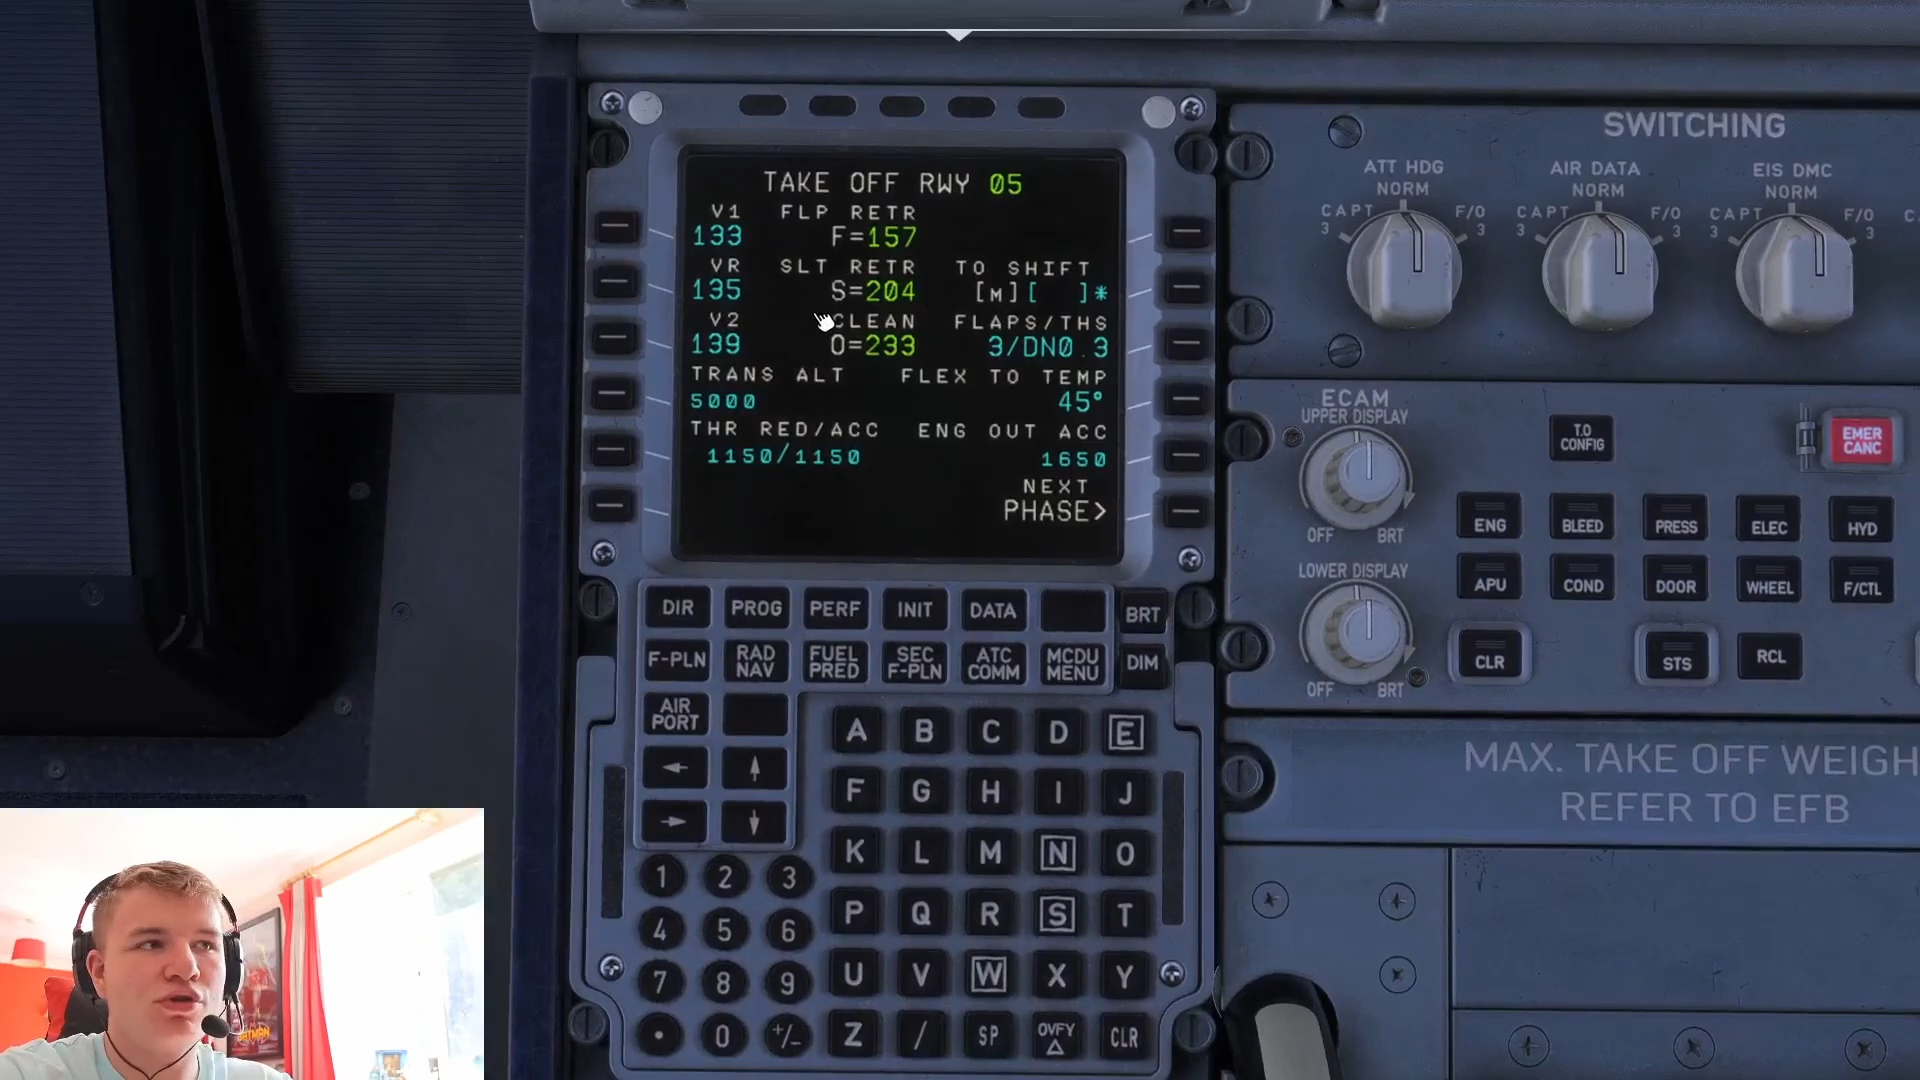 TAKE OFF RWY 05
V1 FLP RETR
133 F=157
VR SLT RETR TO SHIFT
135 S=204 [M][ ]*
V2 CLEAN FLAPS/THS
139 O=233 3/DN0.3
TRANS ALT FLEX TO TEMP
5000 45°
THR RED/ACC ENG OUT ACC
1150/1150 1650
NEXT
PHASE>
DIR PROG PERF INIT DATA BRT
F-PLN RAD NAV FUEL PRED SEC F-PLN ATC COMM MCDU MENU DIM
AIR PORT
← ↑
→ ↓
A B C D E
F G H I J
K L M N O
P Q R S T
U V W X Y
Z / SP OVFY △ CLR
1 2 3
4 5 6
7 8 9
. 0 +/-
SWITCHING
ATT HDG AIR DATA EIS DMC
NORM NORM NORM
CAPT F/O CAPT F/O CAPT F/O
3 3 3 3 3 3
ECAM
UPPER DISPLAY
OFF BRT
T.O CONFIG
EMER CANC
LOWER DISPLAY
OFF BRT
ENG BLEED PRESS ELEC HYD
APU COND DOOR WHEEL F/CTL
CLR STS RCL
MAX. TAKE OFF WEIGH
REFER TO EFB
BATMAN